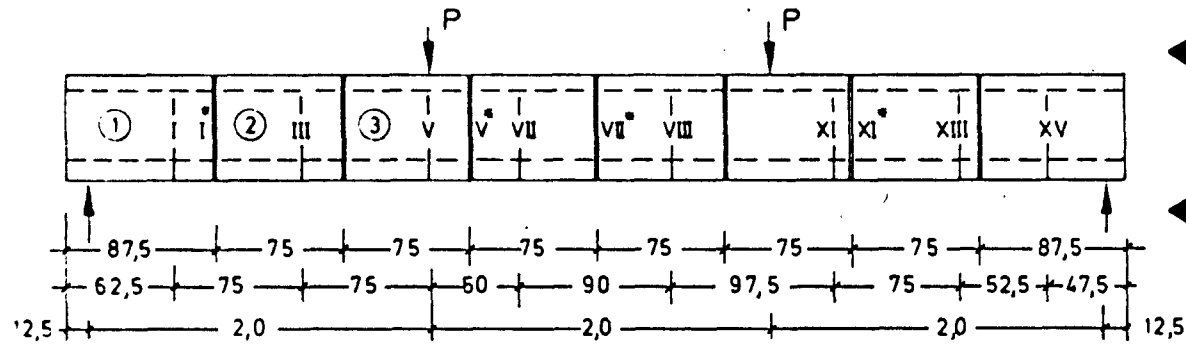 P P
1 I I* 2 III 3 V V* VII VII* VIII XI XI* XIII XV
87,5 75 75 75 75 75 75 87,5
62,5 75 75 60 90 97,5 75 52,5 47,5
12,5 2,0 2,0 2,0 12,5